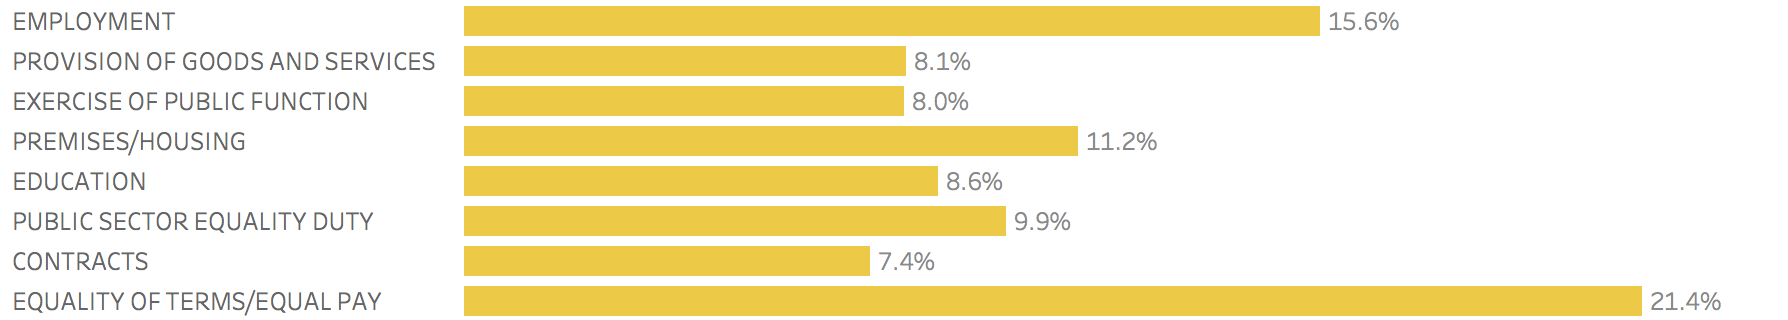 EMPLOYMENT 15.6%
PROVISION OF GOODS AND SERVICES 8.1%
EXERCISE OF PUBLIC FUNCTION 8.0%
PREMISES/HOUSING 11.2%
EDUCATION 8.6%
PUBLIC SECTOR EQUALITY DUTY 9.9%
CONTRACTS 7.4%
EQUALITY OF TERMS/EQUAL PAY 21.4%